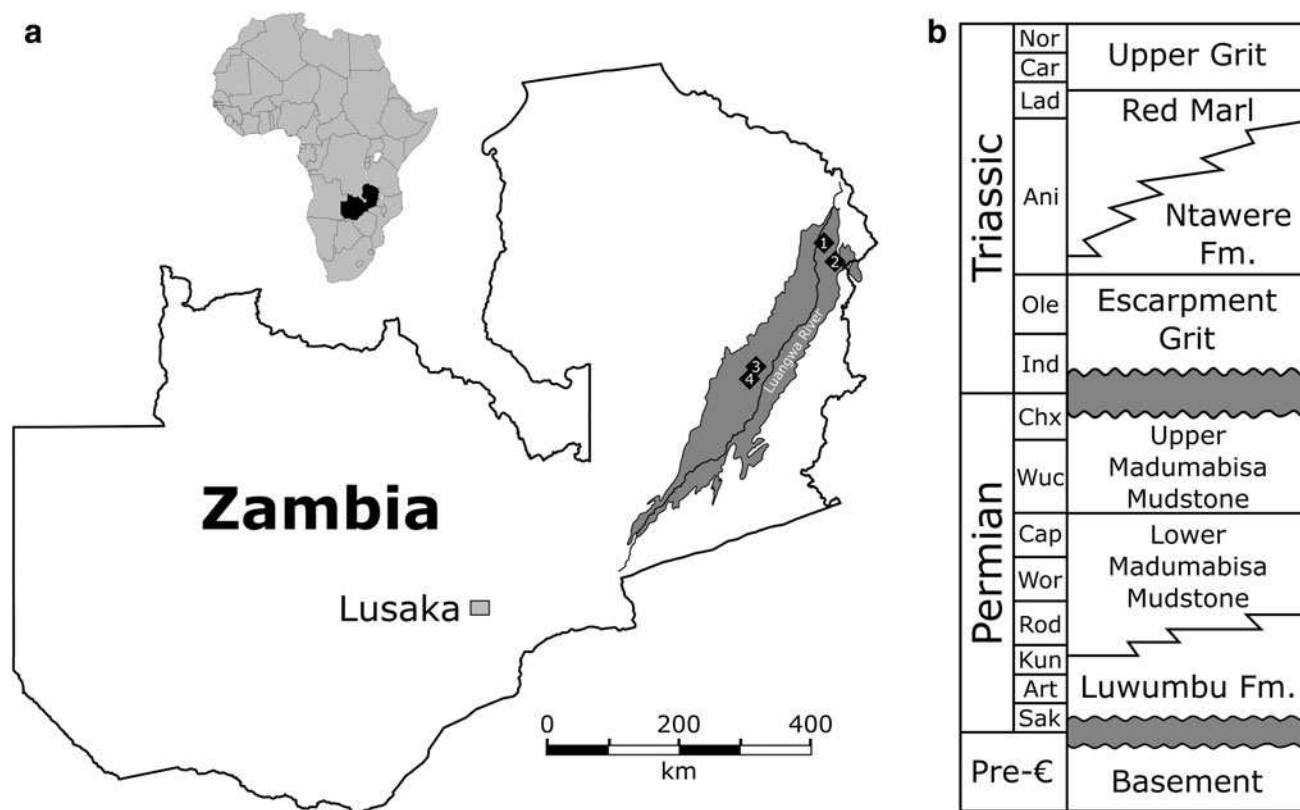 a
Zambia
Lusaka
Luangwa River
1
2
3
4
0 200 400
km
b
Triassic
Nor
Car
Lad
Ani
Ole
Ind
Permian
Chx
Wuc
Cap
Wor
Rod
Kun
Art
Sak
Pre-€
Upper Grit
Red Marl
Ntawere
Fm.
Escarpment
Grit
Upper
Madumabisa
Mudstone
Lower
Madumabisa
Mudstone
Luwumbu Fm.
Basement